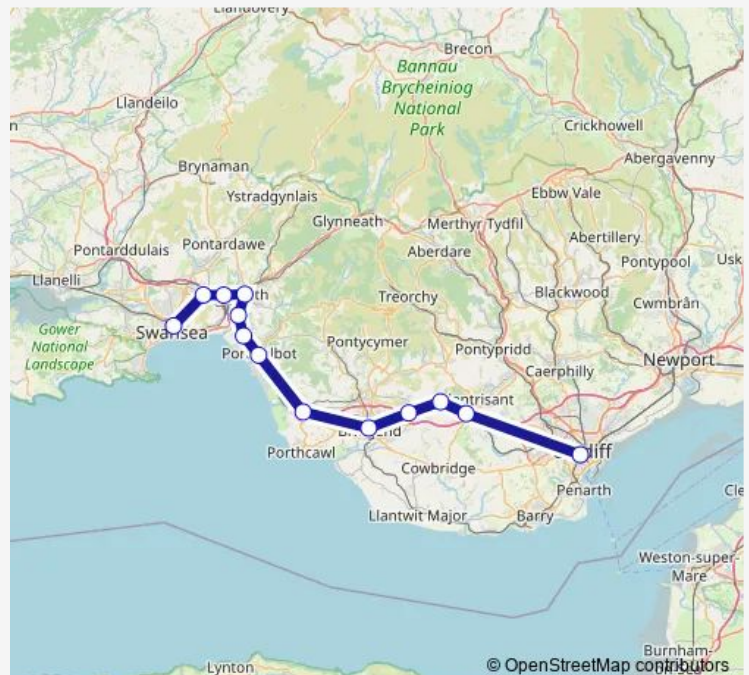 Llandovery
Brecon
Bannau
Brycheiniog
National
Park
Llandeilo
Crickhowell
Abergavenny
Brynaman
Ystradgynlais
Ebbw Vale
Glynneath
Merthyr Tydfil
Pontarddulais
Pontardawe
Aberdare
Abertillery
Pontypool
Usk
Llanelli
Treorchy
Blackwood
Cwmbrân
Gower
National
Landscape
Swansea
Pontycymer
Pontypridd
Newport
Caerphilly
Porthcawl
Cowbridge
Penarth
Llantwit Major
Barry
Weston-super-
Mare
Burnham-
Lynton
© OpenStreetMap contributors